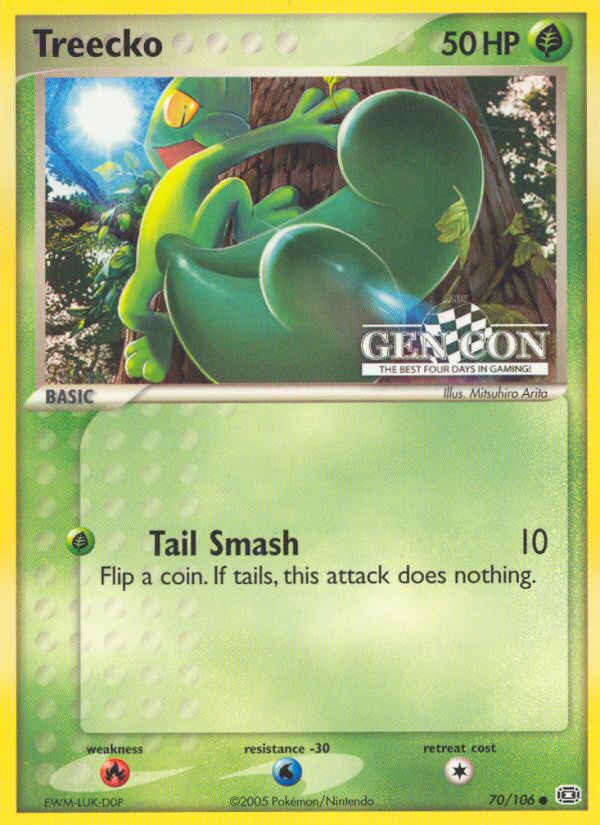 Treecko
50 HP
GEN CON
THE BEST FOUR DAYS IN GAMING!
BASIC
Illus. Mitsuhiro Arita
Tail Smash 10
Flip a coin. If tails, this attack does nothing.
weakness resistance -30 retreat cost
EWM-LUK-D0P ©2005 Pokémon/Nintendo 70/106